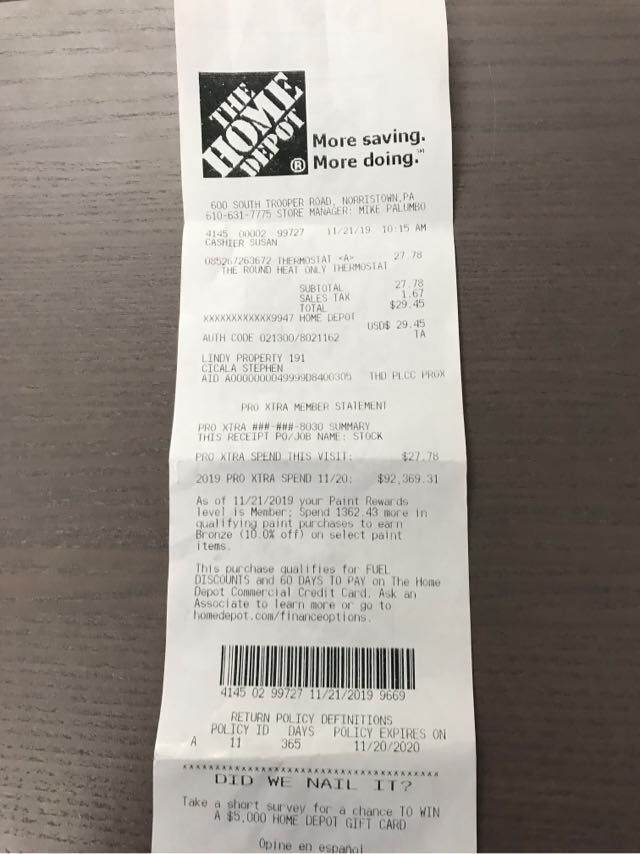 THE
HOME
DEPOT
®
More saving.
More doing.℠
600 SOUTH TROOPER ROAD, NORRISTOWN,PA
610-631-7775 STORE MANAGER: MIKE PALUMBO
4145 00002 99727 11/21/19 10:15 AM
CASHIER SUSAN
085267263672 THERMOSTAT <A> 27.78
THE ROUND HEAT ONLY THERMOSTAT
SUBTOTAL 27.78
SALES TAX 1.67
TOTAL $29.45
XXXXXXXXXXXX9947 HOME DEPOT
USD$ 29.45
AUTH CODE 021300/8021162 TA
LINDY PROPERTY 191
CICALA STEPHEN
AID A0000000049999D8400305 THD PLCC PROX
PRO XTRA MEMBER STATEMENT
PRO XTRA ###-###-8030 SUMMARY
THIS RECEIPT PO/JOB NAME: STOCK
PRO XTRA SPEND THIS VISIT: $27.78
2019 PRO XTRA SPEND 11/20: $92,369.31
As of 11/21/2019 your Paint Rewards
level is Member; Spend 1362.43 more in
qualifying paint purchases to earn
Bronze (10.0% off) on select paint
items.
This purchase qualifies for FUEL
DISCOUNTS and 60 DAYS TO PAY on The Home
Depot Commercial Credit Card. Ask an
Associate to learn more or go to
homedepot.com/financeoptions.
4145 02 99727 11/21/2019 9669
RETURN POLICY DEFINITIONS
POLICY ID DAYS POLICY EXPIRES ON
A 11 365 11/20/2020
DID WE NAIL IT?
Take a short survey for a chance TO WIN
A $5,000 HOME DEPOT GIFT CARD
Opine en español